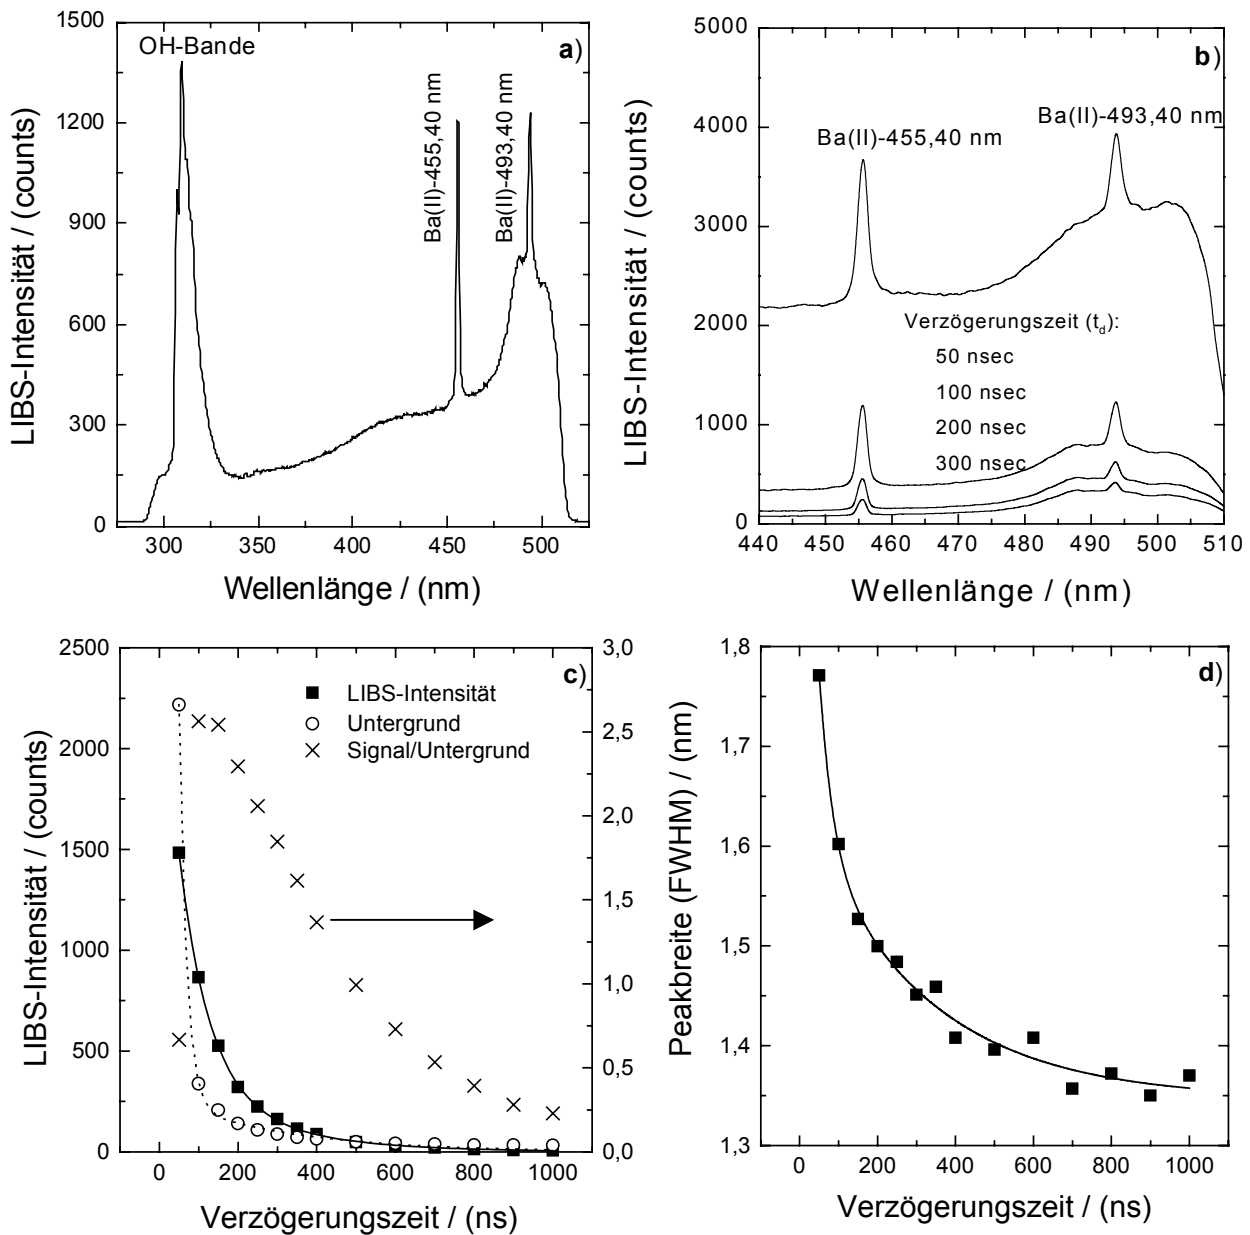 a)
OH-Bande
Ba(II)-455,40 nm
Ba(II)-493,40 nm
LIBS-Intensität / (counts)
1500
1200
900
600
300
0
300
350
400
450
500
Wellenlänge / (nm)
b)
Ba(II)-455,40 nm
Ba(II)-493,40 nm
Verzögerungszeit (td):
50 nsec
100 nsec
200 nsec
300 nsec
LIBS-Intensität / (counts)
5000
4000
3000
2000
1000
0
440
450
460
470
480
490
500
510
Wellenlänge / (nm)
c)
LIBS-Intensität
Untergrund
Signal/Untergrund
LIBS-Intensität / (counts)
2500
2000
1500
1000
500
0
3,0
2,5
2,0
1,5
1,0
0,5
0,0
0
200
400
600
800
1000
Verzögerungszeit / (ns)
d)
Peakbreite (FWHM) / (nm)
1,8
1,7
1,6
1,5
1,4
1,3
0
200
400
600
800
1000
Verzögerungszeit / (ns)